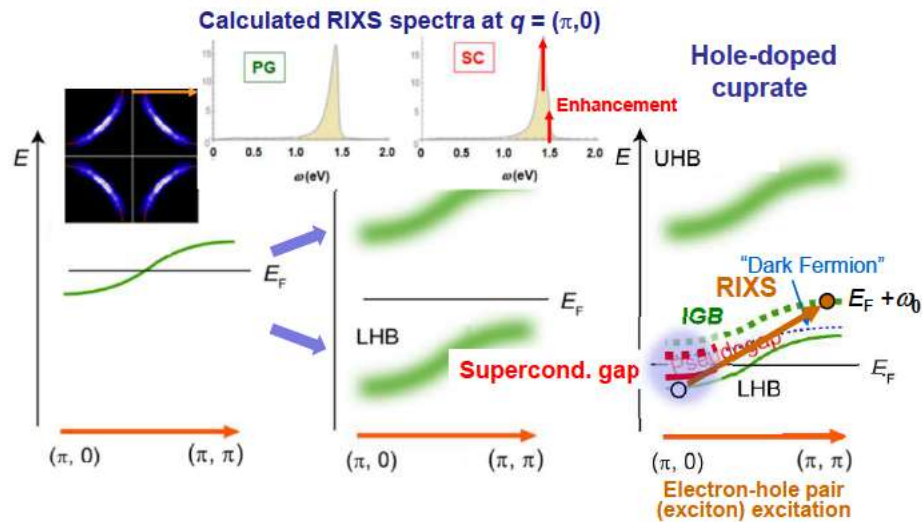 Calculated RIXS spectra at q = (π,0)
PG
15
10
5
0
0 0.5 1.0 1.5 2.0
ω(eV)
SC
Enhancement
15
10
5
0
0 0.5 1.0 1.5 2.0
ω(eV)
Hole-doped
cuprate
E
E_F
(π, 0) (π, π)
E_F
LHB
(π, 0) (π, π)
E
UHB
"Dark Fermion"
RIXS
E_F + ω₀
IGB
Pseudogap
Supercond. gap
E_F
LHB
(π, 0) (π, π)
Electron-hole pair
(exciton) excitation